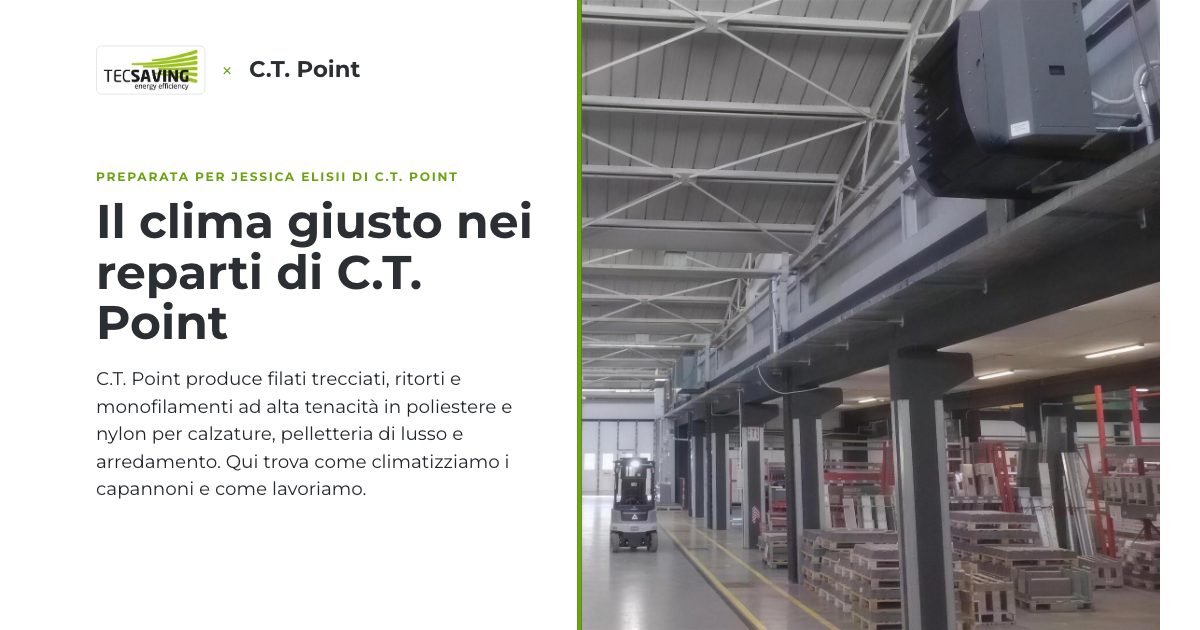 TECSAVING
energy efficiency
× C.T. Point
PREPARATA PER JESSICA ELISII DI C.T. POINT
Il clima giusto nei
reparti di C.T.
Point
C.T. Point produce filati trecciati, ritorti e
monofilamenti ad alta tenacità in poliestere e
nylon per calzature, pelletteria di lusso e
arredamento. Qui trova come climatizziamo i
capannoni e come lavoriamo.